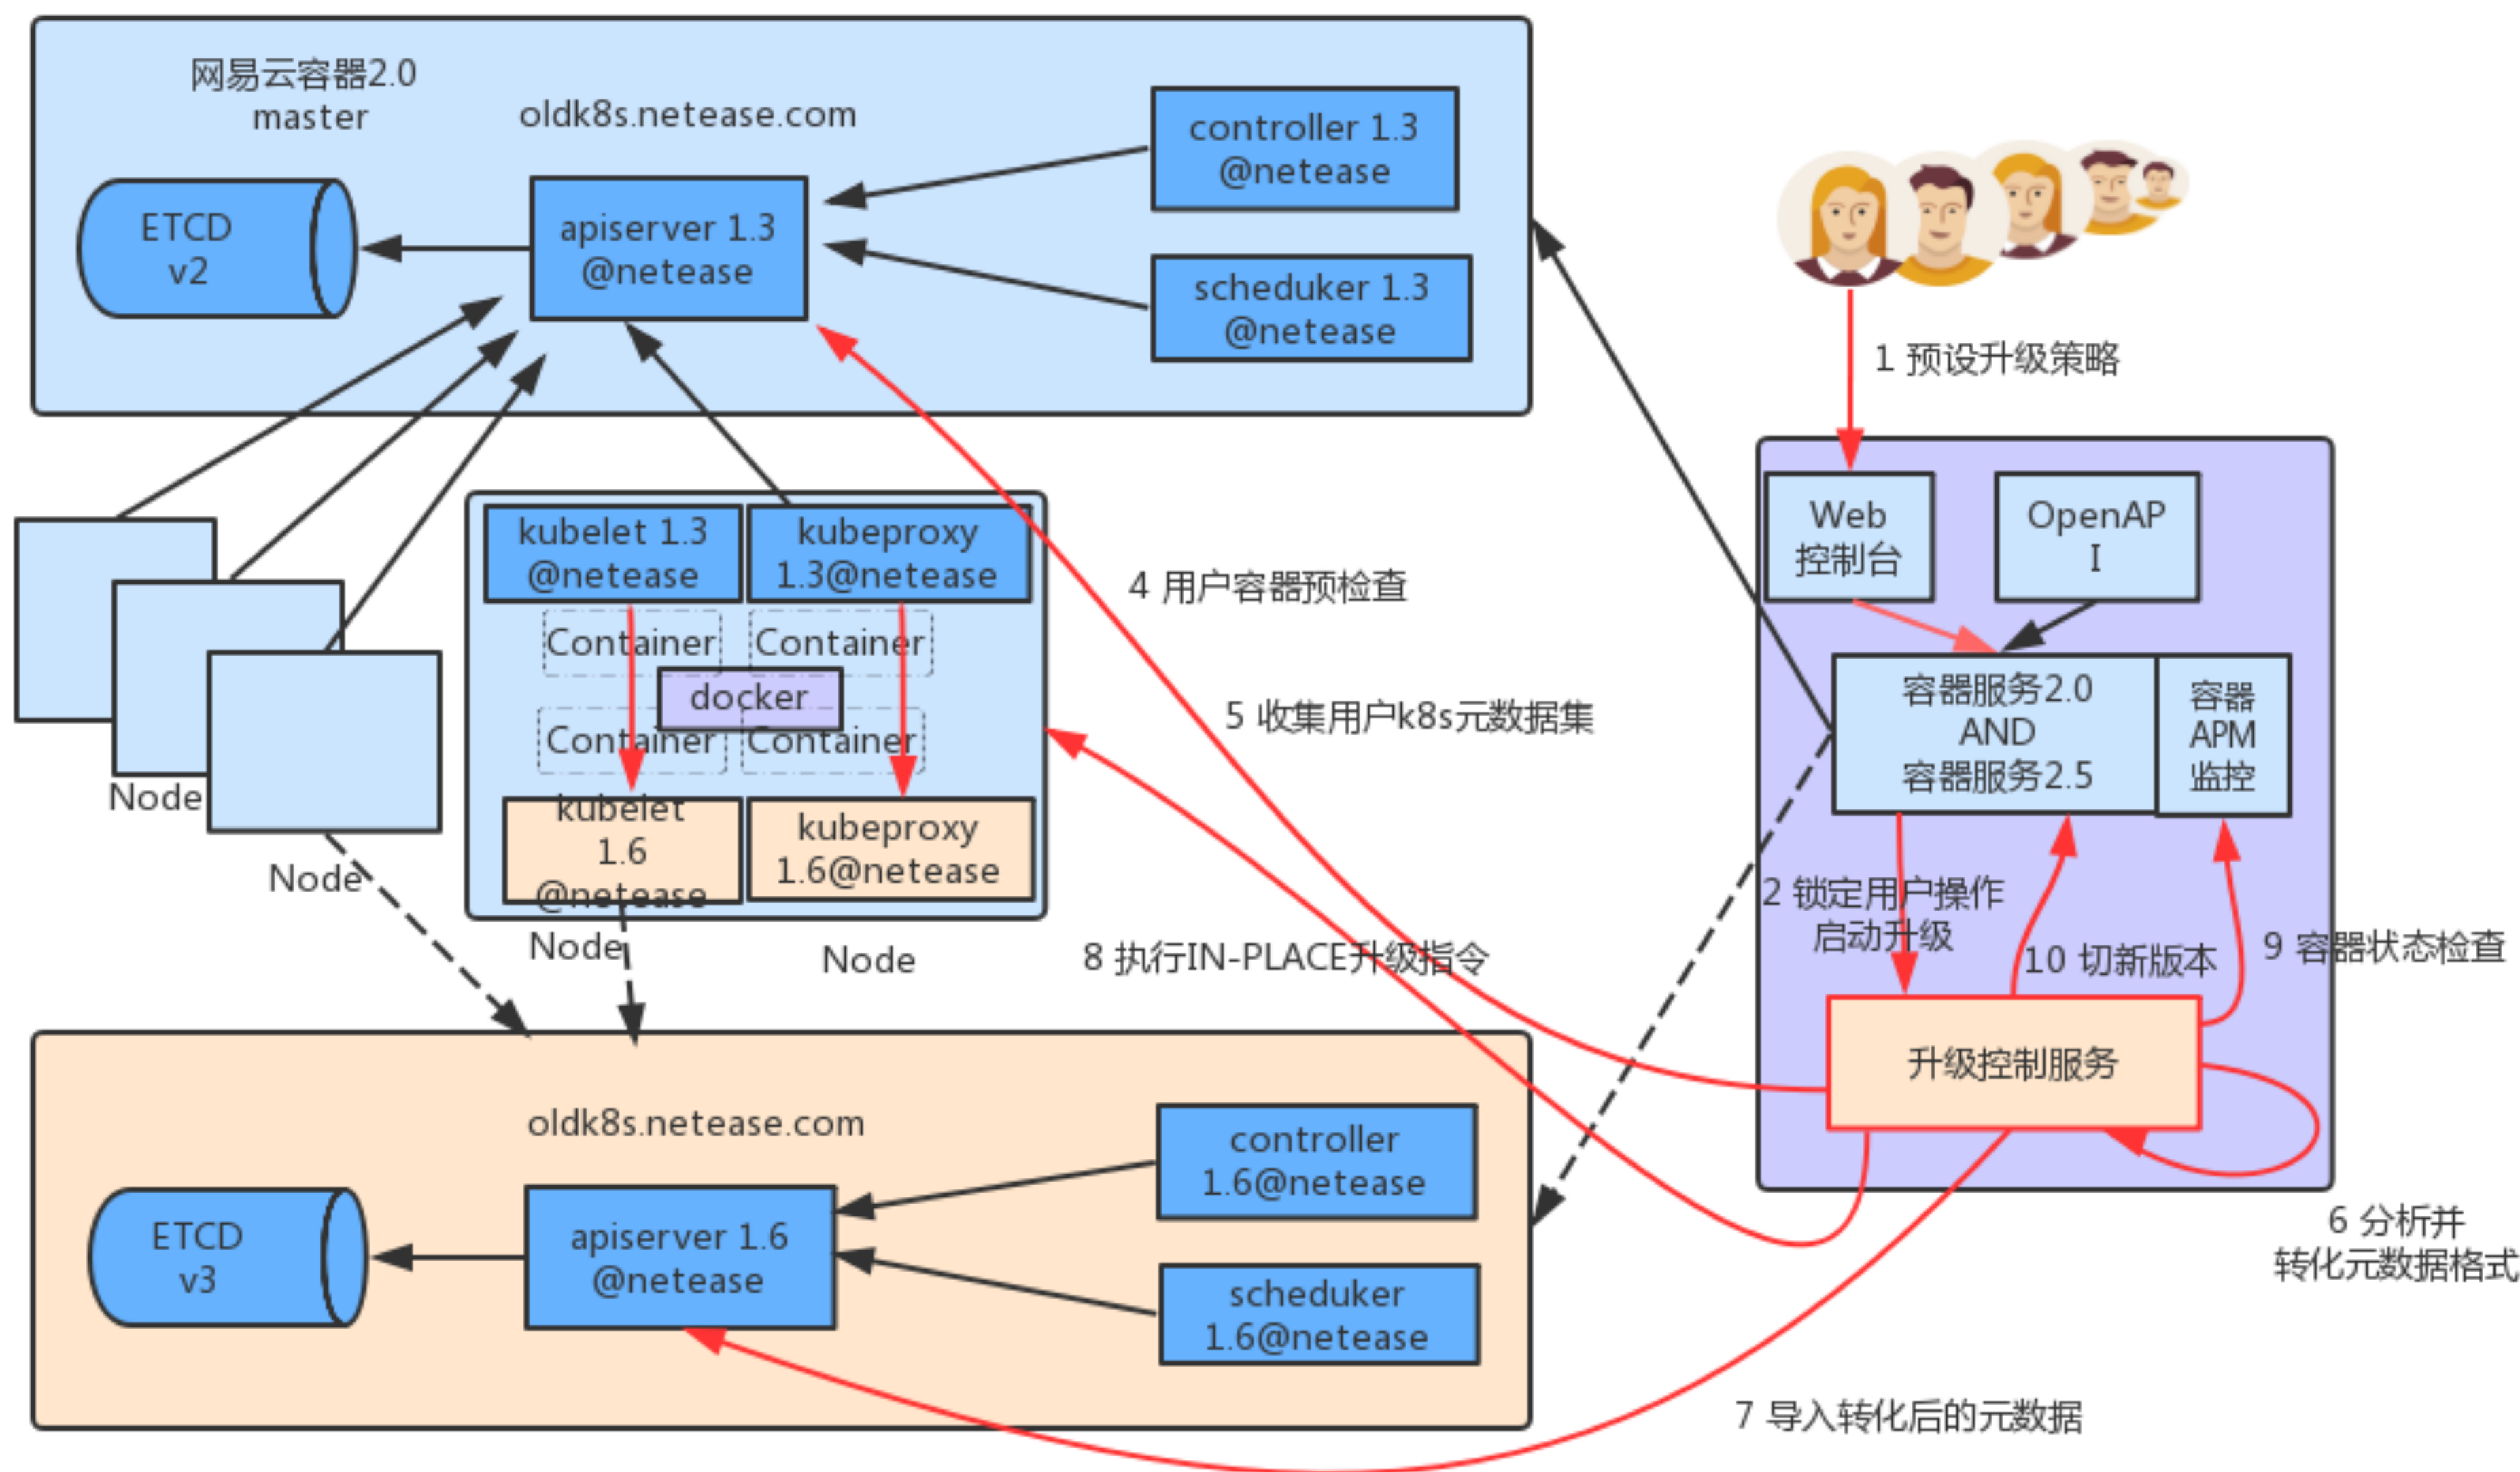 网易云容器2.0
master
oldk8s.netease.com
controller 1.3
@netease
ETCD
v2
apiserver 1.3
@netease
scheduker 1.3
@netease
1 预设升级策略
Web
控制台
OpenAP
I
kubelet 1.3
@netease
kubeproxy
1.3@netease
Container
Container
docker
Container
Container
kubelet
1.6
@netease
kubeproxy
1.6@netease
Node
Node
Node
Node
4 用户容器预检查
5 收集用户k8s元数据集
8 执行IN-PLACE升级指令
容器服务2.0
AND
容器服务2.5
容器
APM
监控
2 锁定用户操作
启动升级
10 切新版本
9 容器状态检查
升级控制服务
oldk8s.netease.com
controller
1.6@netease
ETCD
v3
apiserver 1.6
@netease
scheduker
1.6@netease
6 分析并
转化元数据格式
7 导入转化后的元数据